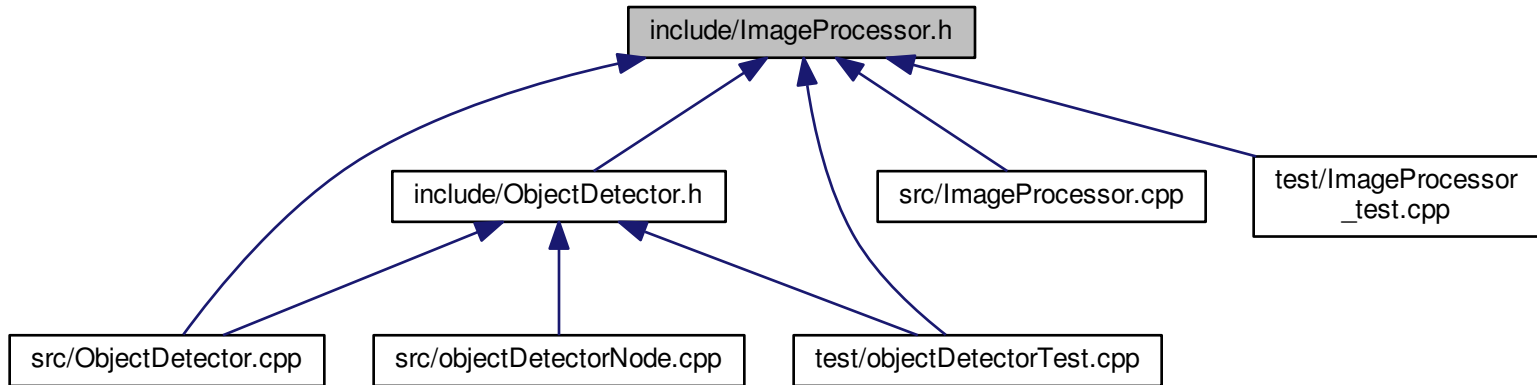 include/ImageProcessor.h
include/ObjectDetector.h
src/ImageProcessor.cpp
test/ImageProcessor
_test.cpp
src/ObjectDetector.cpp
src/objectDetectorNode.cpp
test/objectDetectorTest.cpp